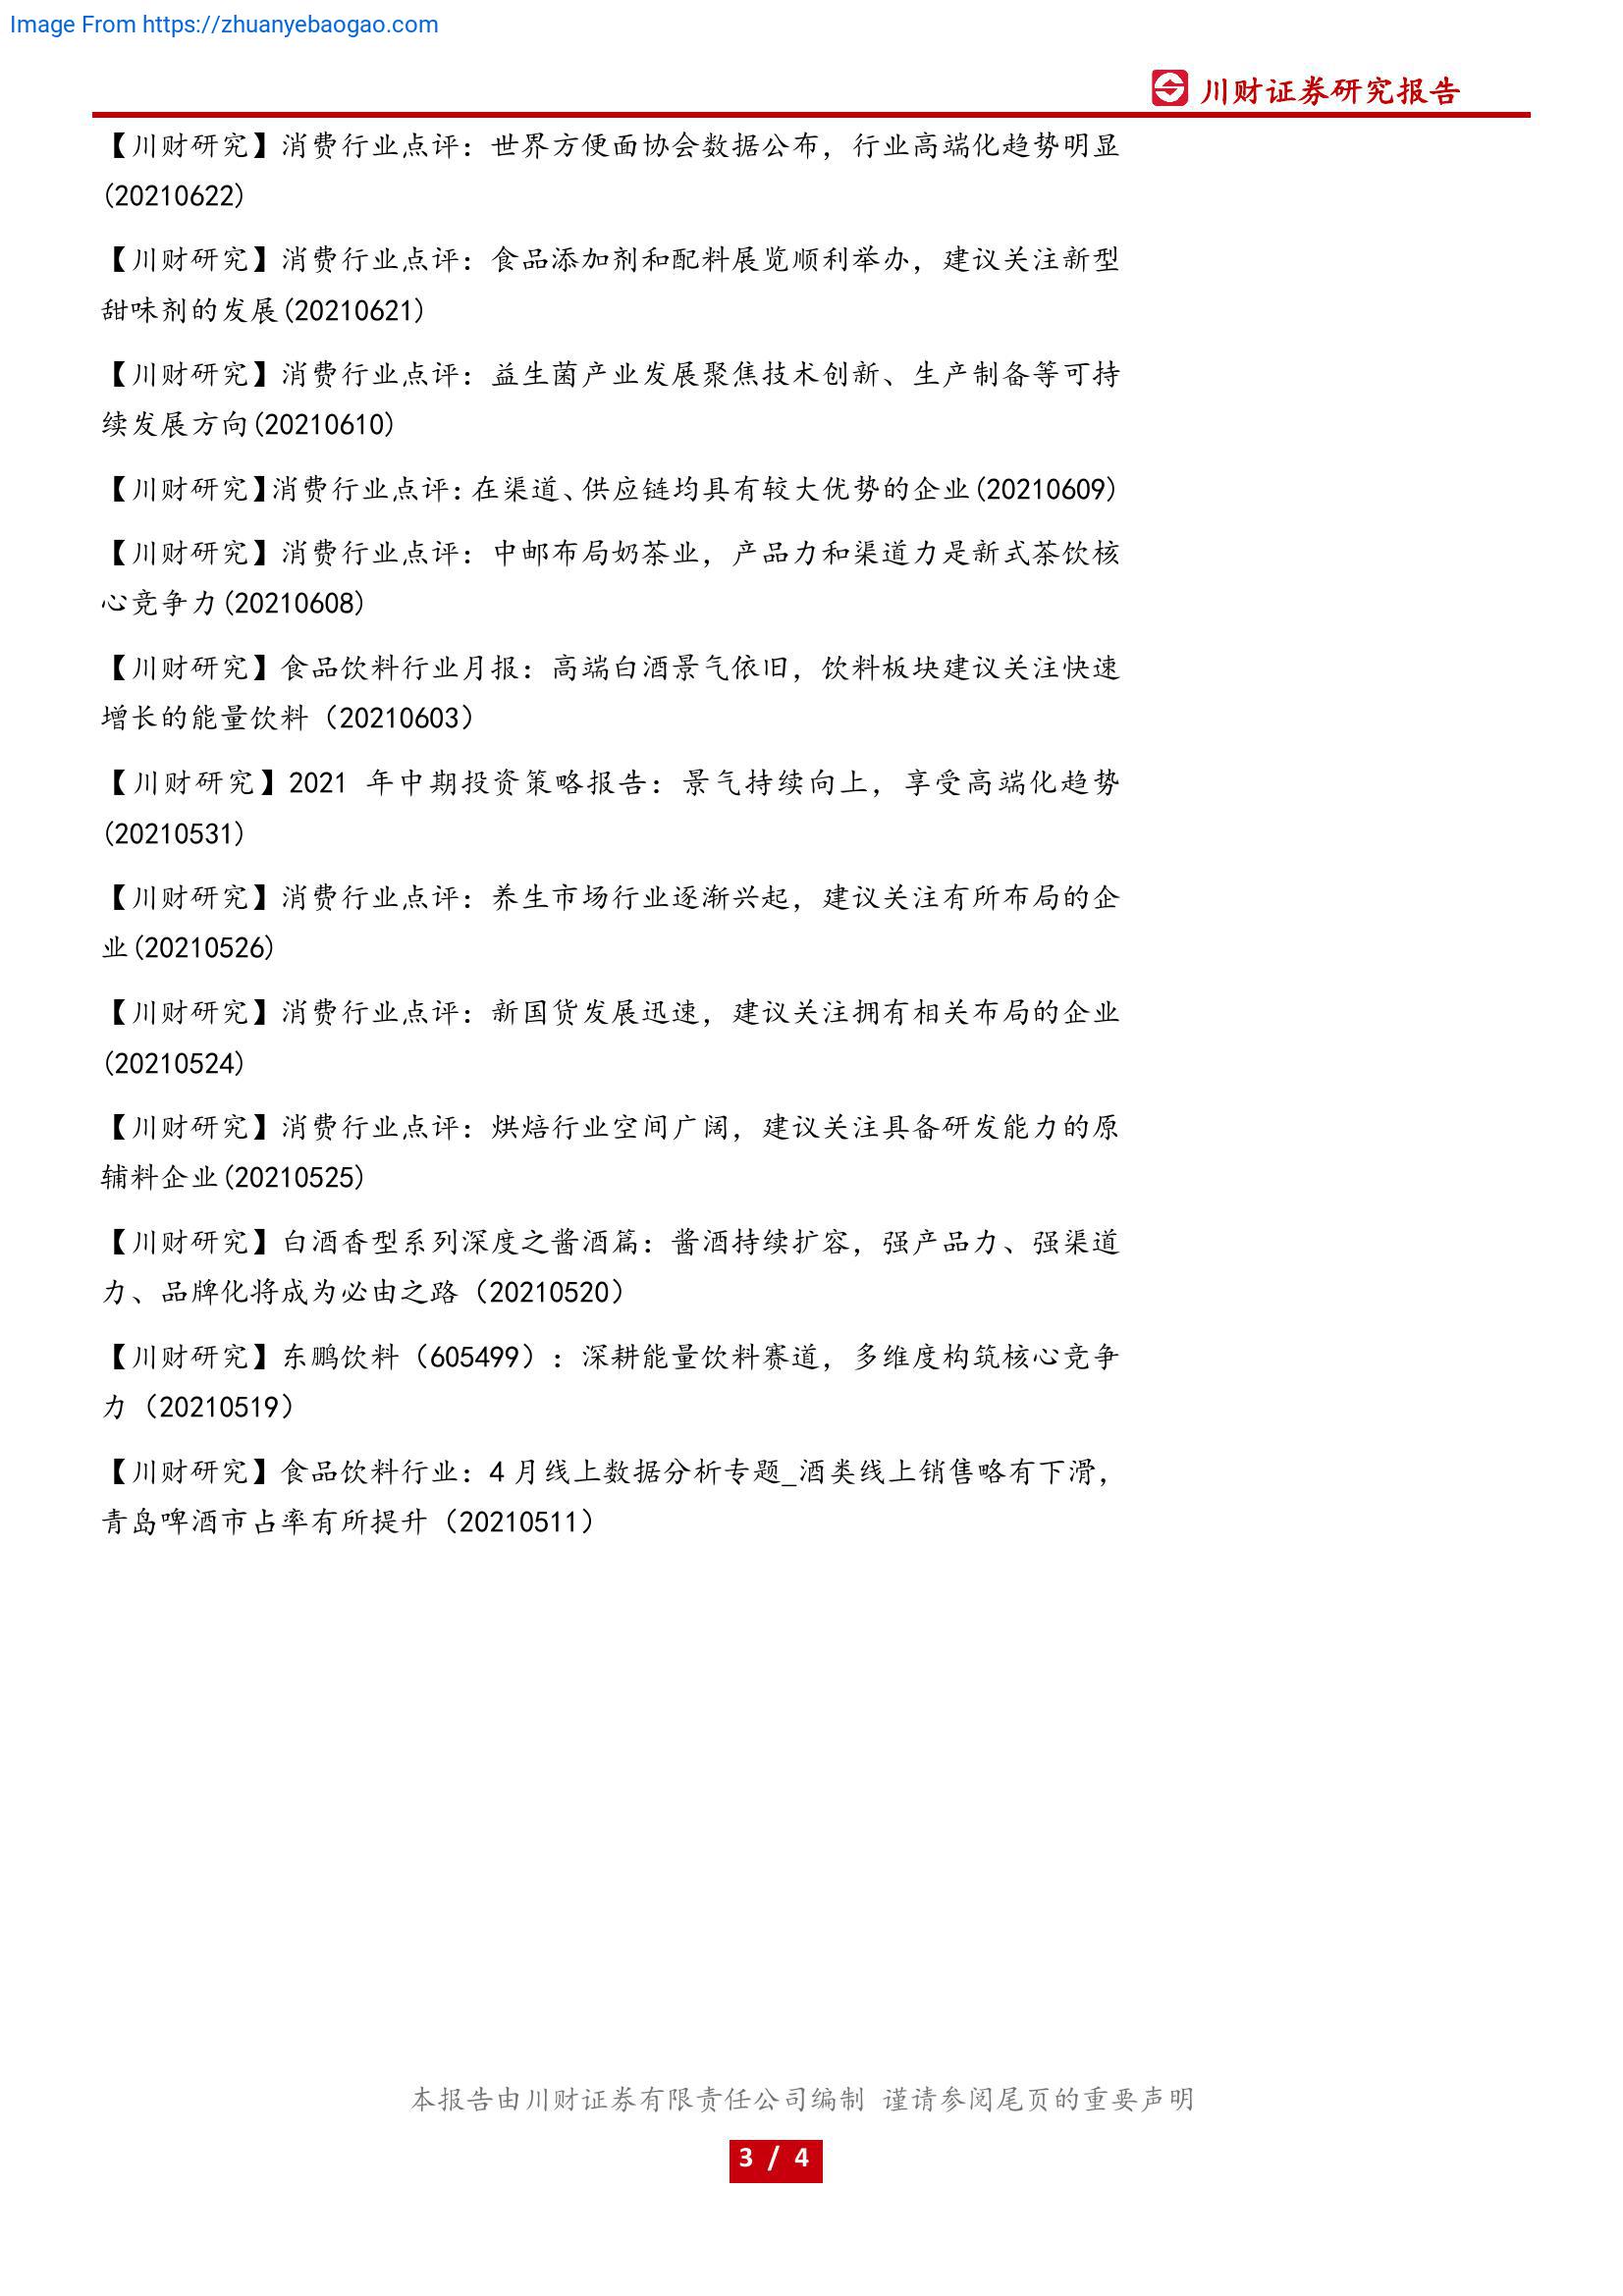 Image From https://zhuanyebaogao.com
川财证券研究报告
【川财研究】消费行业点评：世界方便面协会数据公布，行业高端化趋势明显
(20210622)
【川财研究】消费行业点评：食品添加剂和配料展览顺利举办，建议关注新型
甜味剂的发展(20210621)
【川财研究】消费行业点评：益生菌产业发展聚焦技术创新、生产制备等可持
续发展方向(20210610)
【川财研究】消费行业点评：在渠道、供应链均具有较大优势的企业(20210609)
【川财研究】消费行业点评：中邮布局奶茶业，产品力和渠道力是新式茶饮核
心竞争力(20210608)
【川财研究】食品饮料行业月报：高端白酒景气依旧，饮料板块建议关注快速
增长的能量饮料（20210603）
【川财研究】2021 年中期投资策略报告：景气持续向上，享受高端化趋势
(20210531)
【川财研究】消费行业点评：养生市场行业逐渐兴起，建议关注有所布局的企
业(20210526)
【川财研究】消费行业点评：新国货发展迅速，建议关注拥有相关布局的企业
(20210524)
【川财研究】消费行业点评：烘焙行业空间广阔，建议关注具备研发能力的原
辅料企业(20210525)
【川财研究】白酒香型系列深度之酱酒篇：酱酒持续扩容，强产品力、强渠道
力、品牌化将成为必由之路（20210520）
【川财研究】东鹏饮料（605499）：深耕能量饮料赛道，多维度构筑核心竞争
力（20210519）
【川财研究】食品饮料行业：4 月线上数据分析专题_酒类线上销售略有下滑，
青岛啤酒市占率有所提升（20210511）
本报告由川财证券有限责任公司编制 谨请参阅尾页的重要声明
3 / 4